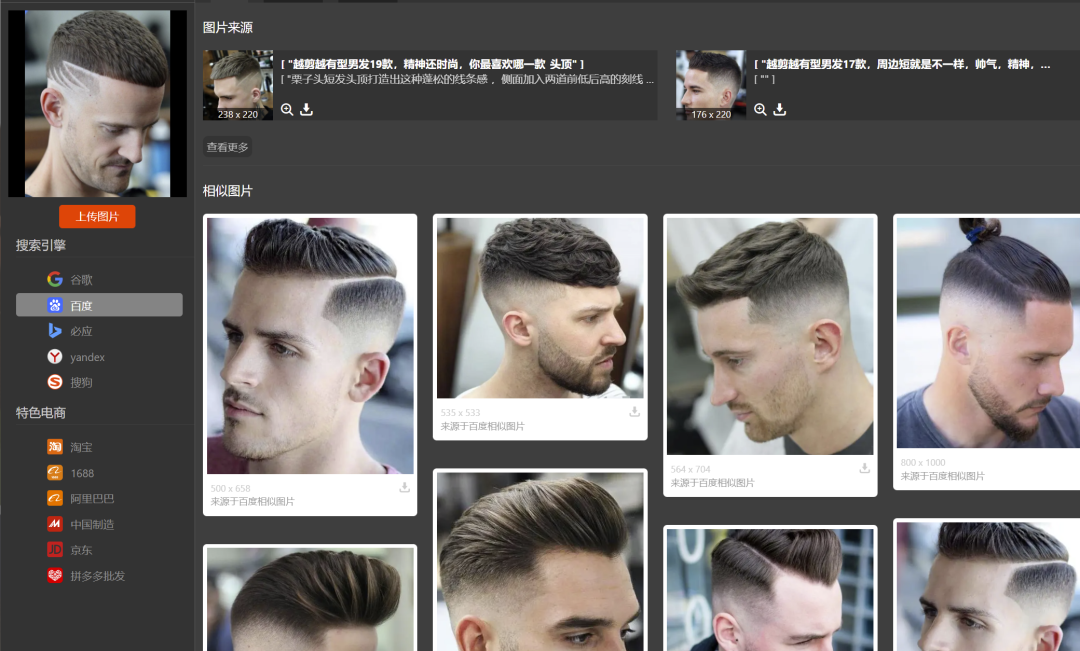 图片来源
[ "越剪越有型男发19款，精神还时尚，你最喜欢哪一款 头顶" ]
[ "栗子头短发头顶打造出这种蓬松的线条感 ，侧面加入两道前低后高的刻线 ...
238 x 220
[ "越剪越有型男发17款，周边短就是不一样，帅气，精神，...
[ "" ]
176 x 220
查看更多
相似图片
上传图片
搜索引擎
谷歌
百度
必应
yandex
搜狗
特色电商
淘
淘宝
1688
阿里巴巴
中国制造
JD
京东
拼多多批发
500 x 658
来源于百度相似图片
535 x 533
来源于百度相似图片
564 x 704
来源于百度相似图片
800 x 1000
来源于百度相似图片